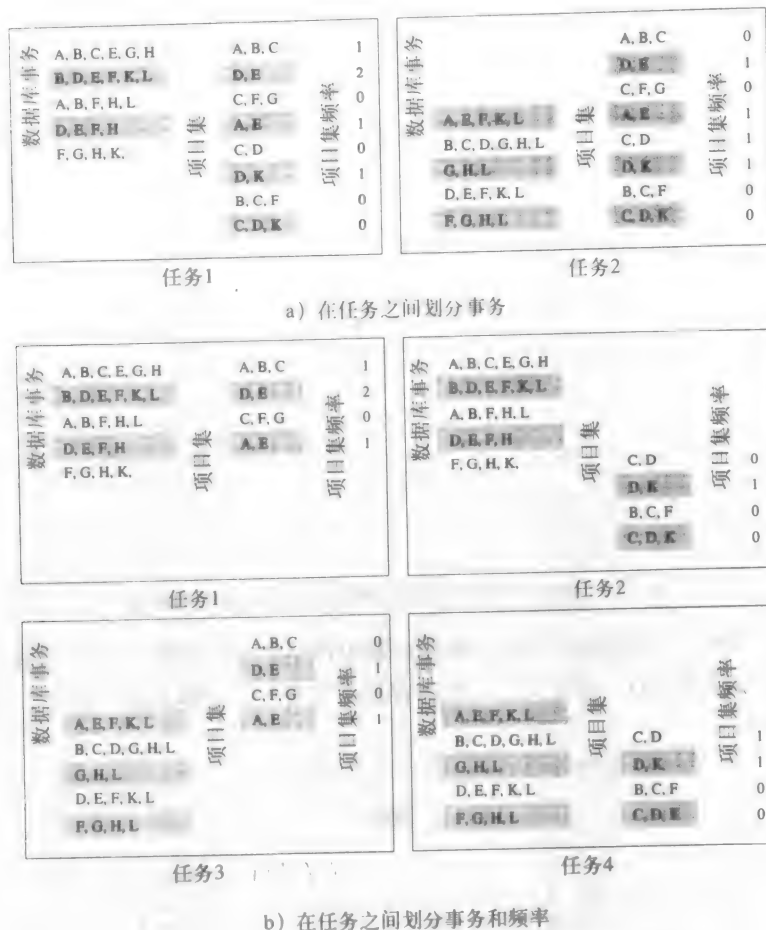 数据库事务
A, B, C, E, G, H
B, D, E, F, K, L
A, B, F, H, L
D, E, F, H
F, G, H, K.
项目集
A, B, C
D, E
C, F, G
A, E
C, D
D, K
B, C, F
C, D, K
项目集频率
1
2
0
1
0
1
0
0
任务1
数据库事务
A, E, F, K, L
B, C, D, G, H, L
G, H, L
D, E, F, K, L
F, G, H, L
项目集
A, B, C
D, E
C, F, G
A, E
C, D
D, K
B, C, F
C, D, K
项目集频率
0
1
0
1
1
1
0
0
任务2
a) 在任务之间划分事务
数据库事务
A, B, C, E, G, H
B, D, E, F, K, L
A, B, F, H, L
D, E, F, H
F, G, H, K.
项目集
A, B, C
D, E
C, F, G
A, E
项目集频率
1
2
0
1
任务1
数据库事务
A, B, C, E, G, H
B, D, E, F, K, L
A, B, F, H, L
D, E, F, H
F, G, H, K.
项目集
C, D
D, K
B, C, F
C, D, K
项目集频率
0
1
0
0
任务2
数据库事务
A, E, F, K, L
B, C, D, G, H, L
G, H, L
D, E, F, K, L
F, G, H, L
项目集
A, B, C
D, E
C, F, G
A, E
项目集频率
0
1
0
1
任务3
数据库事务
A, E, F, K, L
B, C, D, G, H, L
G, H, L
D, E, F, K, L
F, G, H, L
项目集
C, D
D, K
B, C, F
C, D, K
项目集频率
1
1
0
0
任务4
b) 在任务之间划分事务和频率